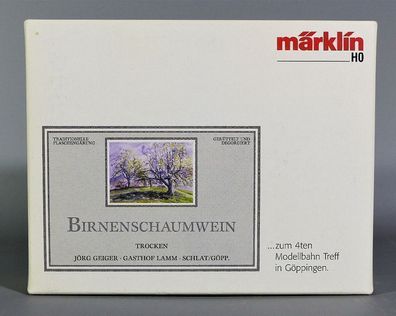 märklin
H0
TRADITIONELLE
FLASCHENGÄRUNG
GERÜTTELT UND
DEGORGIERT
BIRNENSCHAUMWEIN
TROCKEN
JÖRG GEIGER · GASTHOF LAMM · SCHLAT/GÖPP.
...zum 4ten
Modellbahn Treff
in Göppingen.